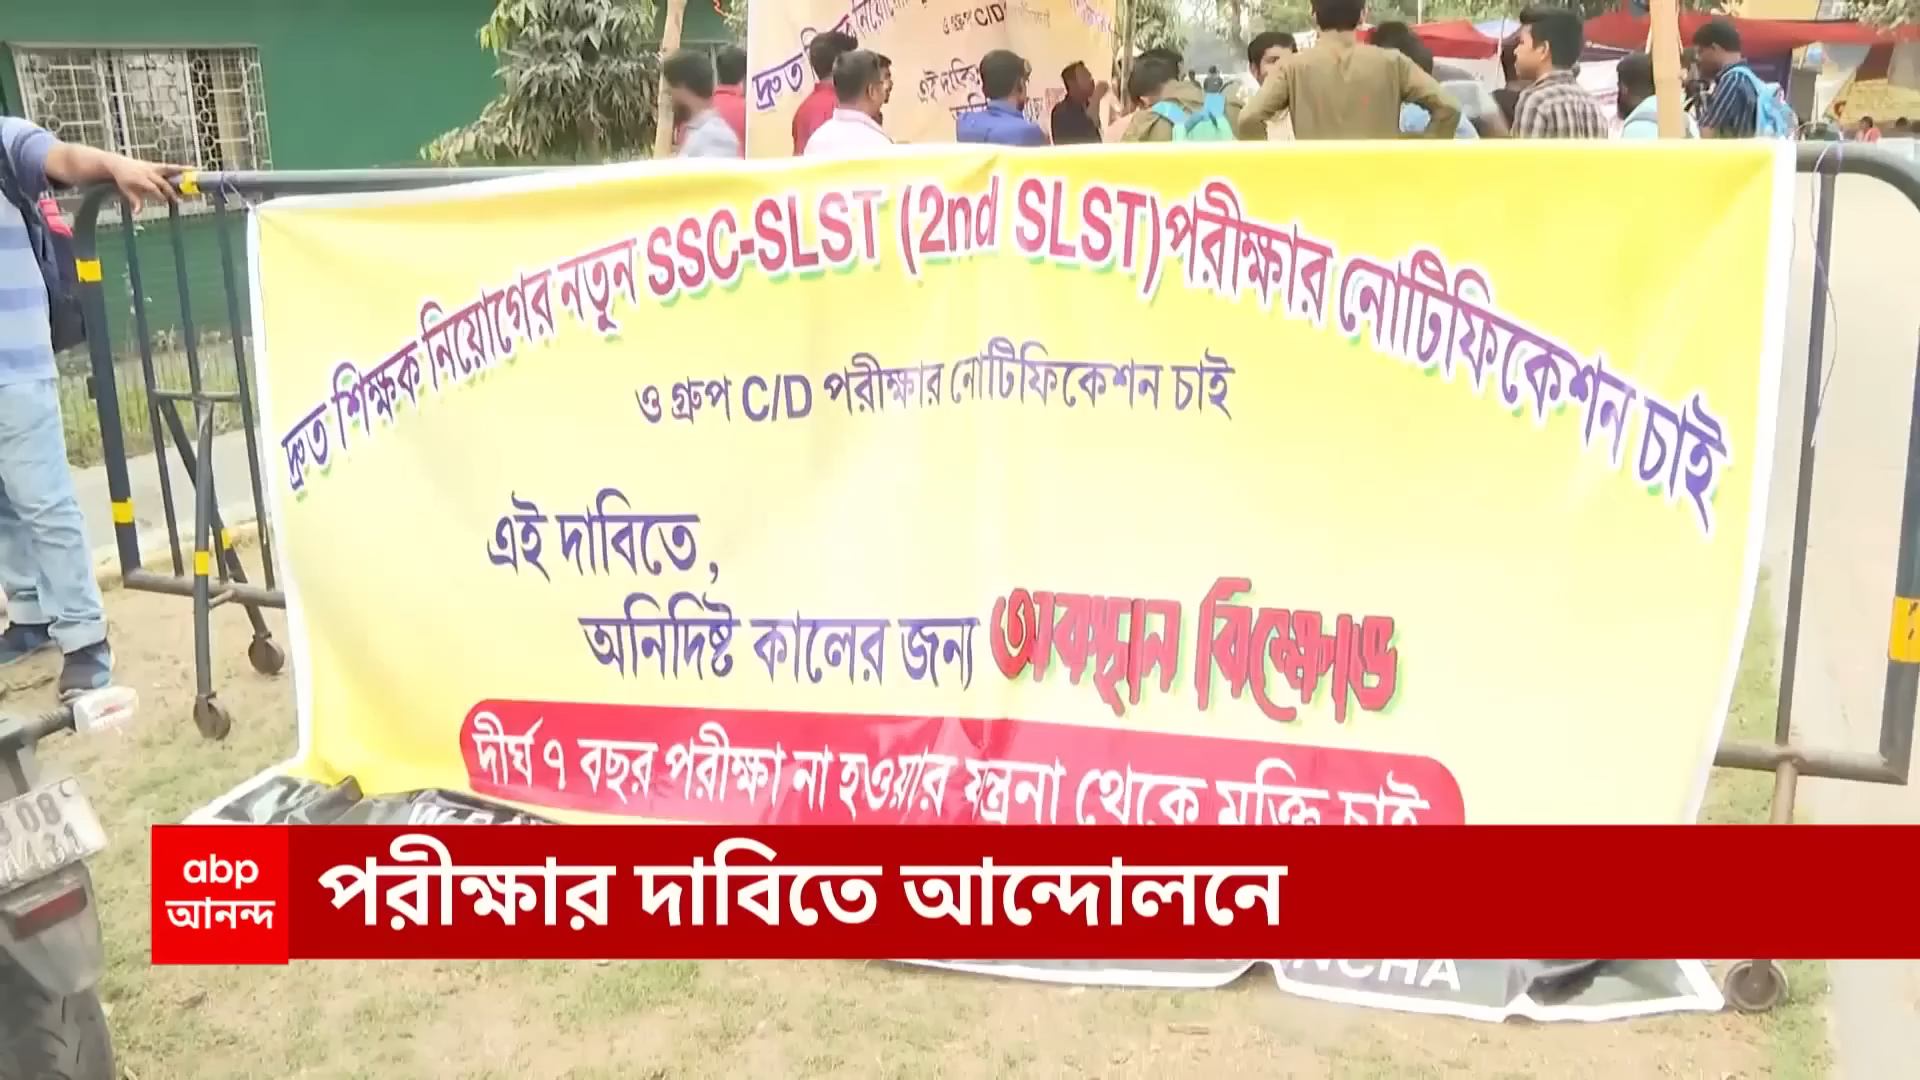 দ্রুত
ও গ্রুপ C/D
এই দাবিতে
দ্রুত শিক্ষক নিয়োগের নতুন SSC-SLST (2nd SLST) পরীক্ষার নোটিফিকেশন চাই
ও গ্রুপ C/D পরীক্ষার নোটিফিকেশন চাই
এই দাবিতে,
অনির্দিষ্ট কালের জন্য অবস্থান বিক্ষোভ
দীর্ঘ ৭ বছর পরীক্ষা না হওয়ার যন্ত্রনা থেকে মুক্তি চাই
abp
আনন্দ
পরীক্ষার দাবিতে আন্দোলনে